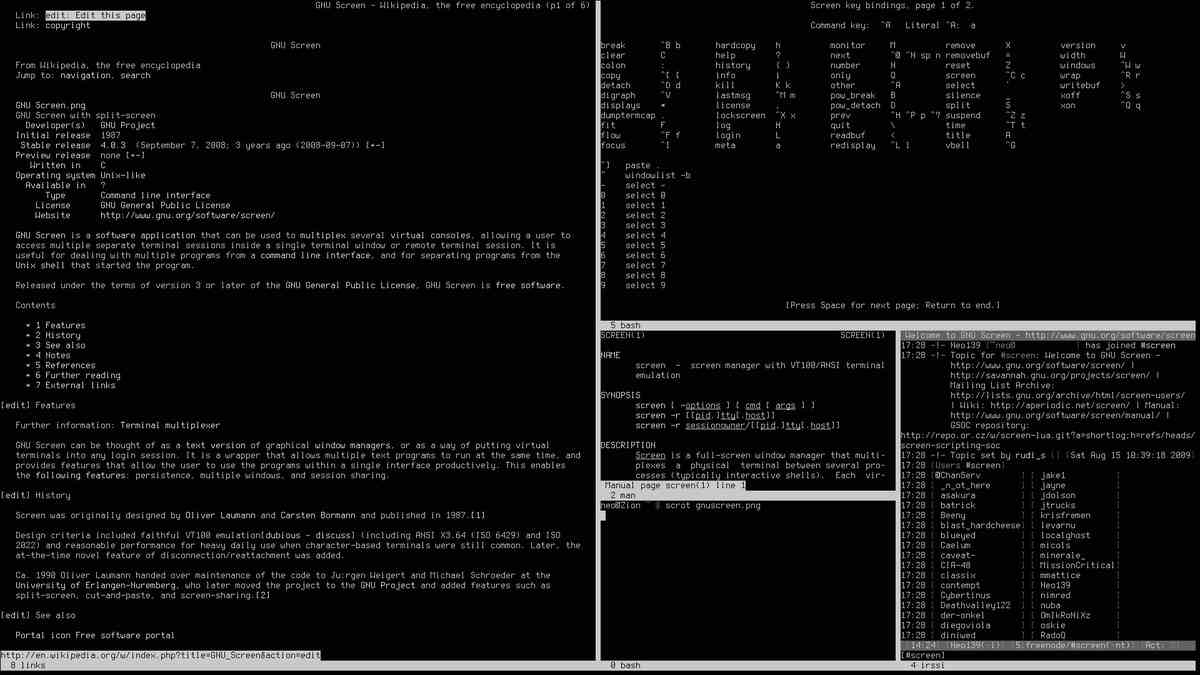 GNU Screen - Wikipedia, the free encyclopedia (p1 of 6)
Link: edit: Edit this page
Link: copyright
GNU Screen
From Wikipedia, the free encyclopedia
Jump to: navigation, search
GNU Screen
GNU Screen.png
GNU Screen with split-screen
Developer(s) GNU Project
Initial release 1987
Stable release 4.0.3 (September 7, 2008; 3 years ago (2008-09-07)) [+-]
Preview release none [+-]
Written in C
Operating system Unix-like
Available in ?
Type Command line interface
License GNU General Public License
Website http://www.gnu.org/software/screen/
GNU Screen is a software application that can be used to multiplex several virtual consoles, allowing a user to
access multiple separate terminal sessions inside a single terminal window or remote terminal session. It is
useful for dealing with multiple programs from a command line interface, and for separating programs from the
Unix shell that started the program.
Released under the terms of version 3 or later of the GNU General Public License, GNU Screen is free software.
Contents
* 1 Features
* 2 History
* 3 See also
* 4 Notes
* 5 References
* 6 Further reading
* 7 External links
[edit] Features
Further information: Terminal multiplexer
GNU Screen can be thought of as a text version of graphical window managers, or as a way of putting virtual
terminals into any login session. It is a wrapper that allows multiple text programs to run at the same time, and
provides features that allow the user to use the programs within a single interface productively. This enables
the following features: persistence, multiple windows, and session sharing.
[edit] History
Screen was originally designed by Oliver Laumann and Carsten Bormann and published in 1987.[1]
Design criteria included faithful VT100 emulation[dubious - discuss] (including ANSI X3.64 (ISO 6429) and ISO
2022) and reasonable performance for heavy daily use when character-based terminals were still common. Later, the
at-the-time novel feature of disconnection/reattachment was added.
Ca. 1990 Oliver Laumann handed over maintenance of the code to Ju:rgen Weigert and Michael Schroeder at the
University of Erlangen-Nuremberg, who later moved the project to the GNU Project and added features such as
split-screen, cut-and-paste, and screen-sharing.[2]
[edit] See also
Portal icon Free software portal
http://en.wikipedia.org/w/index.php?title=GNU_Screen&action=edit
8 links
Screen key bindings, page 1 of 2.
Command key: ^A Literal ^A: a
break ^B b hardcopy h monitor M remove X version v
clear C help ? next ^@ ^N sp n removebuf = width W
colon : history { } number N reset Z windows ^W w
copy ^[ [ info i only Q screen ^C c wrap ^R r
detach ^D d kill K k other ^A select ' writebuf >
digraph ^V lastmsg ^M m pow_break B silence _ xoff ^S s
displays * license , pow_detach D split S xon ^Q q
dumptermcap . lockscreen ^X x prev ^H ^P p ^? suspend ^Z z
fit F log H quit \ time ^T t
flow ^F f login L readbuf < title A
focus ^I meta a redisplay ^L l vbell ^G
^] paste .
" windowlist -b
- select -
0 select 0
1 select 1
2 select 2
3 select 3
4 select 4
5 select 5
6 select 6
7 select 7
8 select 8
9 select 9
[Press Space for next page; Return to end.]
5 bash
SCREEN(1) SCREEN(1)
NAME
screen - screen manager with VT100/ANSI terminal
emulation
SYNOPSIS
screen [ -options ] [ cmd [ args ] ]
screen -r [[pid.]tty[.host]]
screen -r sessionowner/[[pid.]tty[.host]]
DESCRIPTION
Screen is a full-screen window manager that multi-
plexes a physical terminal between several pro-
cesses (typically interactive shells). Each vir-
Manual page screen(1) line 1
2 man
neo@2ion ~ $ scrot gnuscreen.png
0 bash
Welcome to GNU Screen - http://www.gnu.org/software/screen
17:28 -!- Neo139 [~neo@ ] has joined #screen
17:28 -!- Topic for #screen: Welcome to GNU Screen -
http://www.gnu.org/software/screen/ |
http://savannah.gnu.org/projects/screen/ |
Mailing List Archive:
http://lists.gnu.org/archive/html/screen-users/
| Wiki: http://aperiodic.net/screen/ | Manual:
http://www.gnu.org/software/screen/manual/ |
GSOC repository:
http://repo.or.cz/w/screen-lua.git?a=shortlog;h=refs/heads/
screen-scripting-soc
17:28 -!- Topic set by rudi_s [] [Sat Aug 15 10:39:18 2009]
17:28 [Users #screen]
17:28 [@ChanServ ] [ jake1 ]
17:28 [ _n_ot_here ] [ jayne ]
17:28 [ asakura ] [ jdolson ]
17:28 [ batrick ] [ jtrucks ]
17:28 [ Beeny ] [ krisfremen ]
17:28 [ blast_hardcheese] [ levarnu ]
17:28 [ blueyed ] [ localghost ]
17:28 [ Caelum ] [ micols ]
17:28 [ caveat- ] [ minerale_ ]
17:28 [ CIA-48 ] [ MissionCritical]
17:28 [ classix ] [ mmattice ]
17:28 [ contempt ] [ Neo139 ]
17:28 [ Cybertinus ] [ nimred ]
17:28 [ Deathvalley122 ] [ nuba ]
17:28 [ der-onkel ] [ OmIkRoNiXz ]
17:28 [ diegoviola ] [ oskie ]
17:28 [ diniwed ] [ RadoQ ]
[14:24] [Neo139(-i)] [5:freenode/#screen(-nt)] [Act: ]
[#screen]
4 irssi